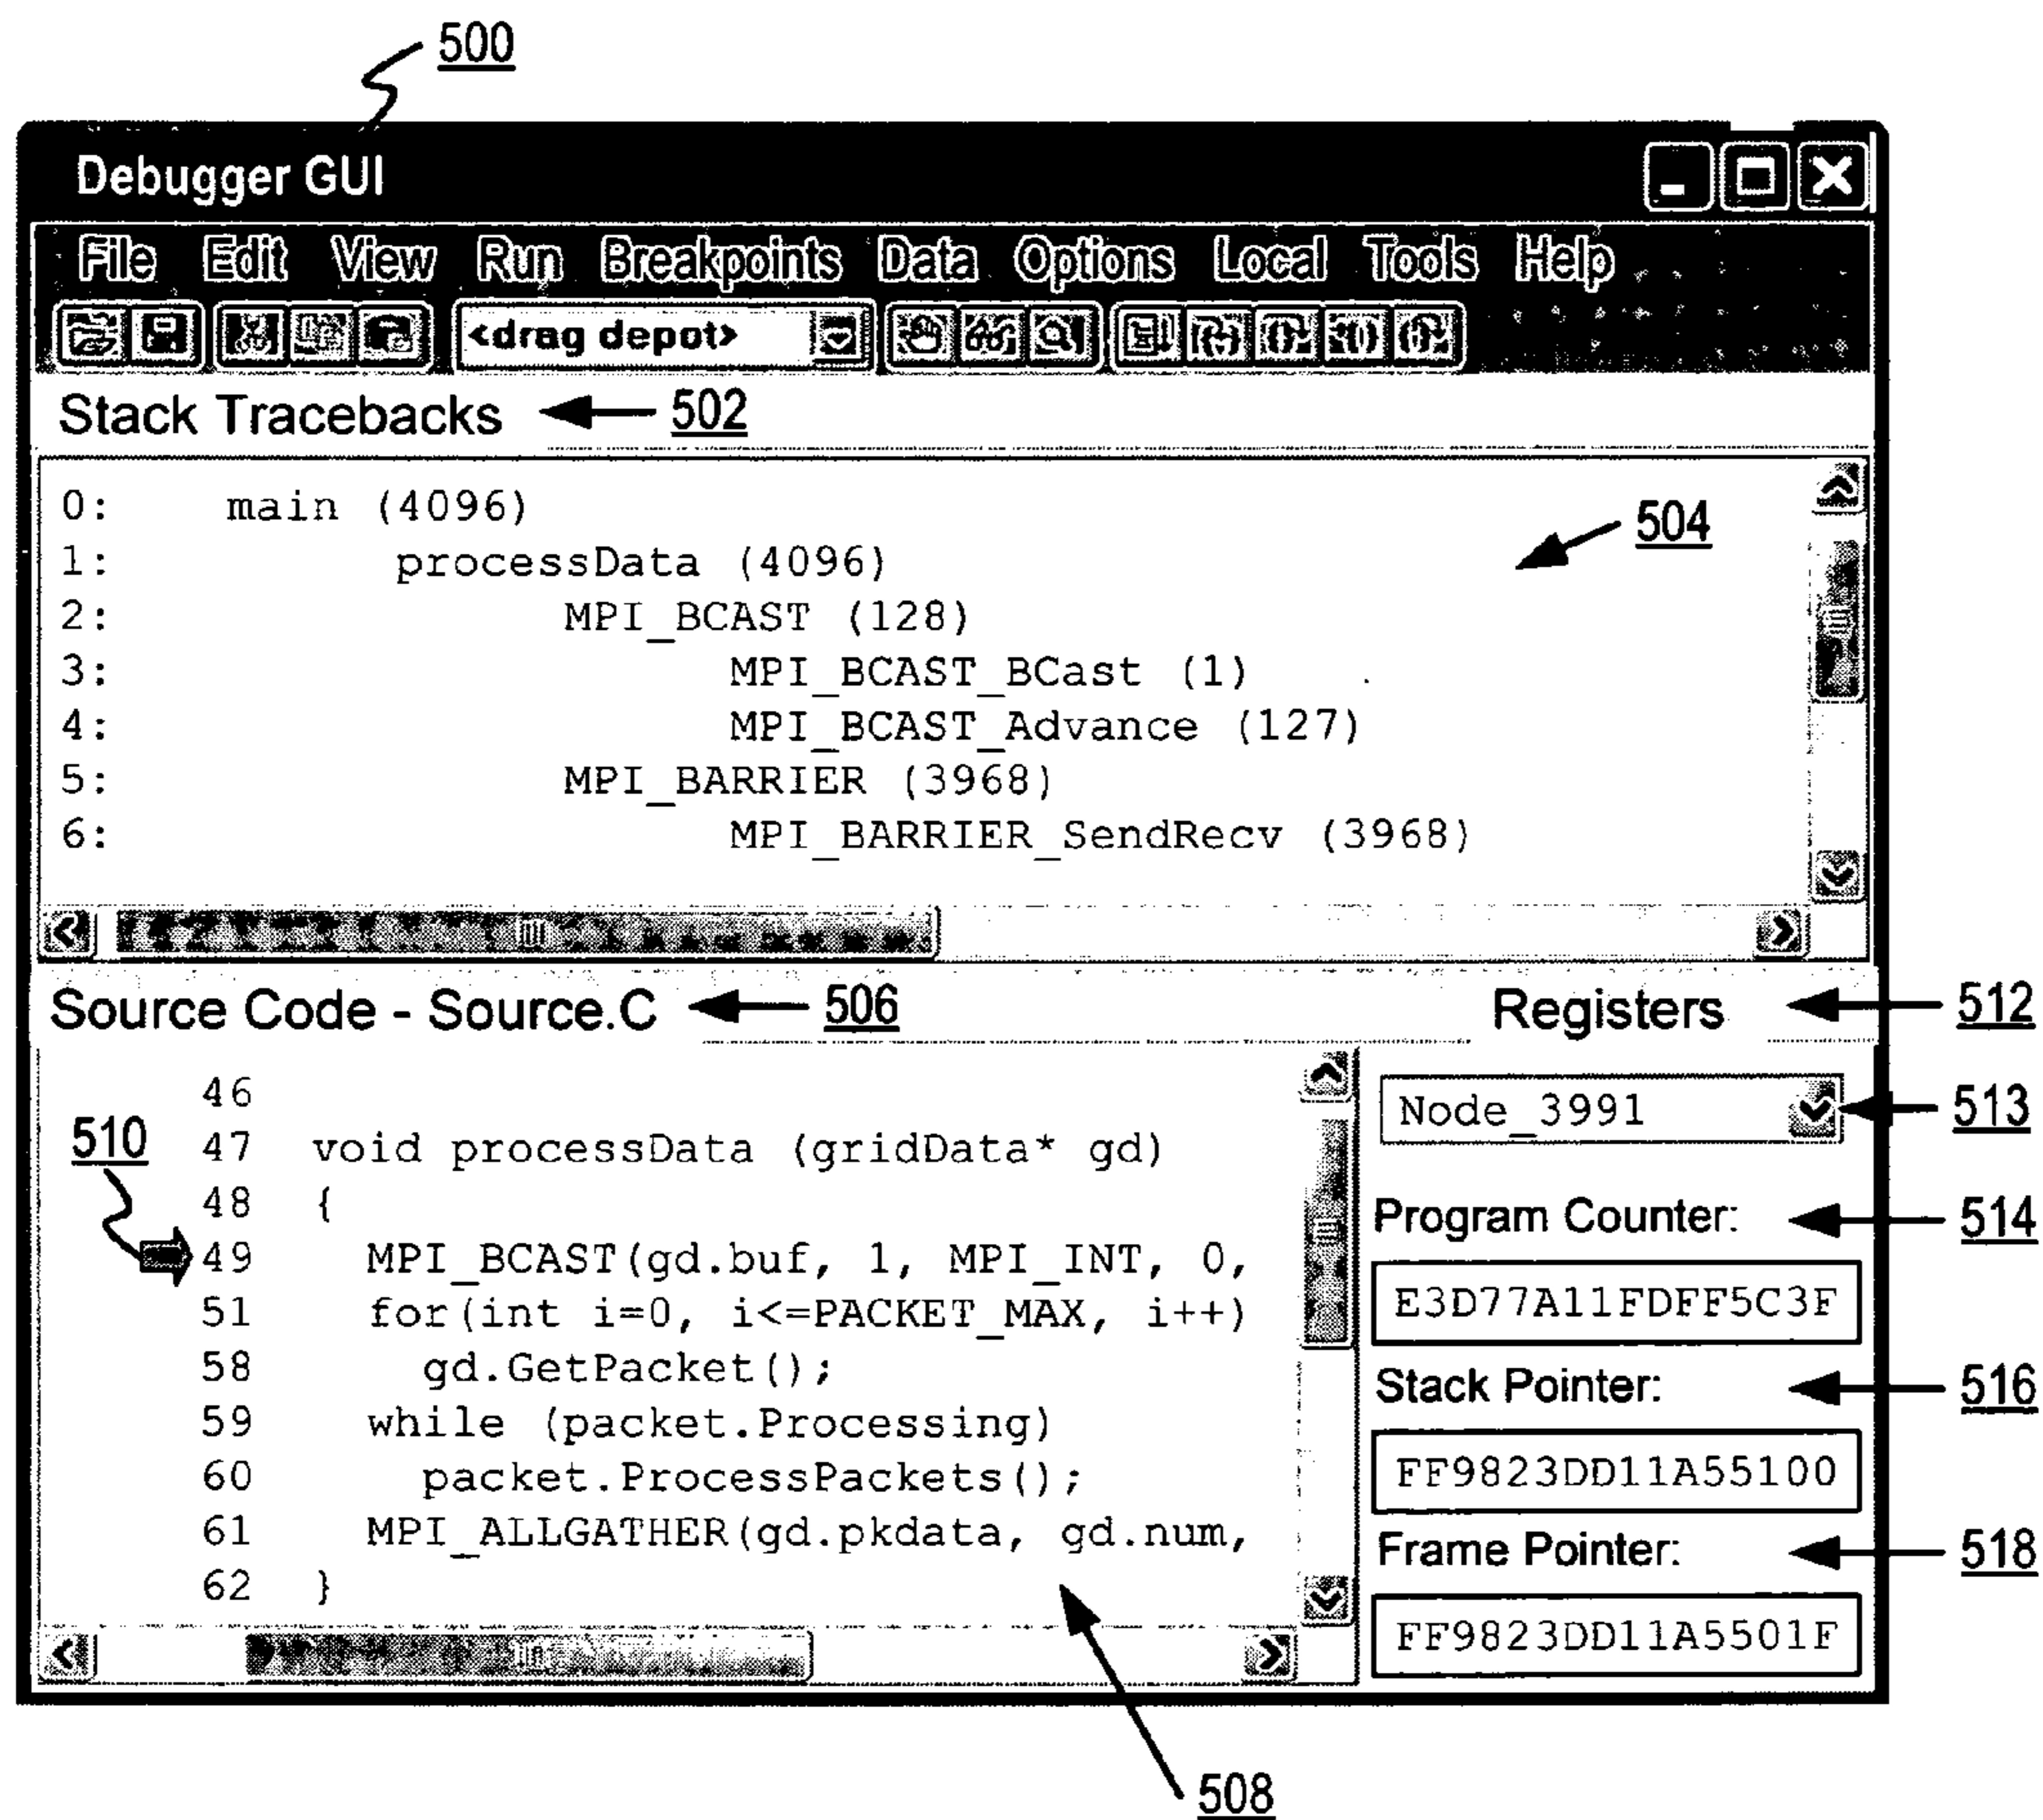 500
Debugger GUI
File Edit View Run Breakpoints Data Options Local Tools Help
<drag depot>
Stack Tracebacks 502
0: main (4096)
504
1: processData (4096)
2: MPI_BCAST (128)
3: MPI_BCAST_BCast (1)
4: MPI_BCAST_Advance (127)
5: MPI_BARRIER (3968)
6: MPI_BARRIER_SendRecv (3968)
Source Code - Source.C 506
Registers 512
46
510
47 void processData (gridData* gd)
48 {
49 MPI_BCAST(gd.buf, 1, MPI_INT, 0,
51 for(int i=0, i<=PACKET_MAX, i++)
58 gd.GetPacket();
59 while (packet.Processing)
60 packet.ProcessPackets();
61 MPI_ALLGATHER(gd.pkdata, gd.num,
62 }
508
Node_3991 513
Program Counter: 514
E3D77A11FDFF5C3F
Stack Pointer: 516
FF9823DD11A55100
Frame Pointer: 518
FF9823DD11A5501F